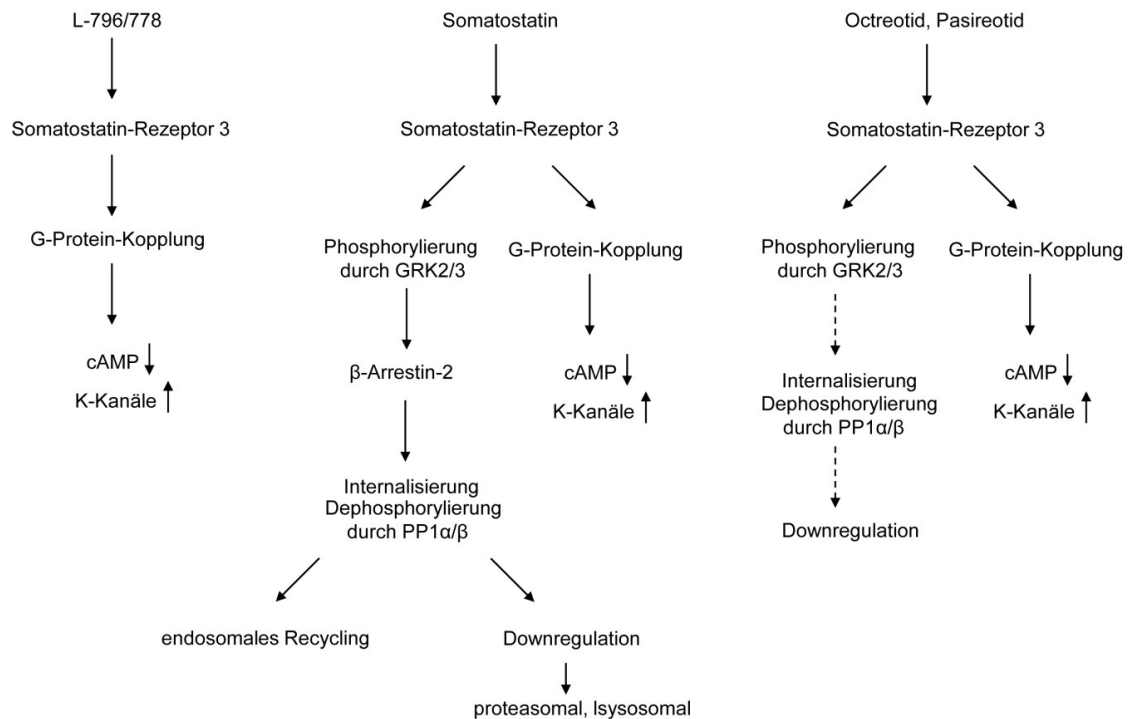 L-796/778
Somatostatin-Rezeptor 3
G-Protein-Kopplung
cAMP
K-Kanäle
Somatostatin
Somatostatin-Rezeptor 3
Phosphorylierung
durch GRK2/3
β-Arrestin-2
Internalisierung
Dephosphorylierung
durch PP1α/β
endosomales Recycling
Downregulation
proteasomal, lsysosomal
G-Protein-Kopplung
cAMP
K-Kanäle
Octreotid, Pasireotid
Somatostatin-Rezeptor 3
Phosphorylierung
durch GRK2/3
Internalisierung
Dephosphorylierung
durch PP1α/β
Downregulation
G-Protein-Kopplung
cAMP
K-Kanäle